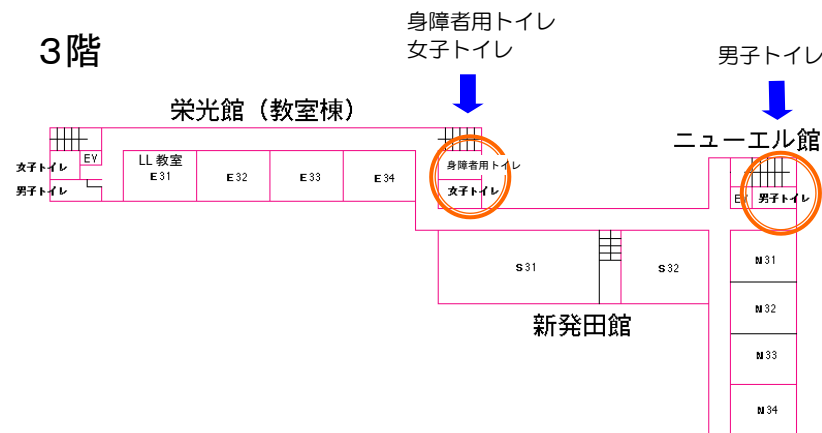 3階
身障者用トイレ
女子トイレ
男子トイレ
栄光館（教室棟）
ニューエル館
EV
女子トイレ
男子トイレ
LL 教室
E31
E32
E33
E34
身障者用トイレ
女子トイレ
EV
男子トイレ
S31
S32
新発田館
N31
N32
N33
N34